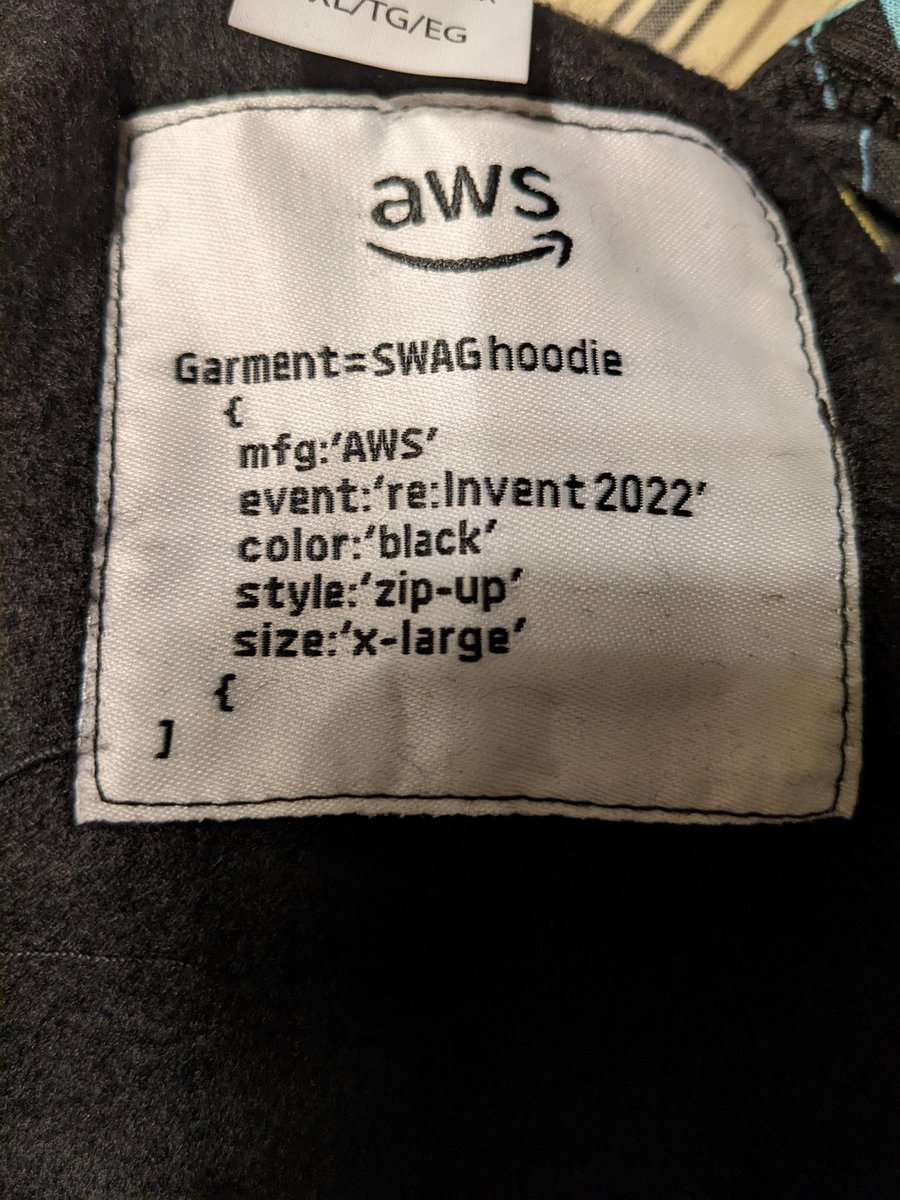 XL/TG/EG
aws
Garment=SWAG hoodie
{
mfg:‘AWS’
event:‘re:Invent 2022’
color:‘black’
style:‘zip-up’
size:‘x-large’
{
]